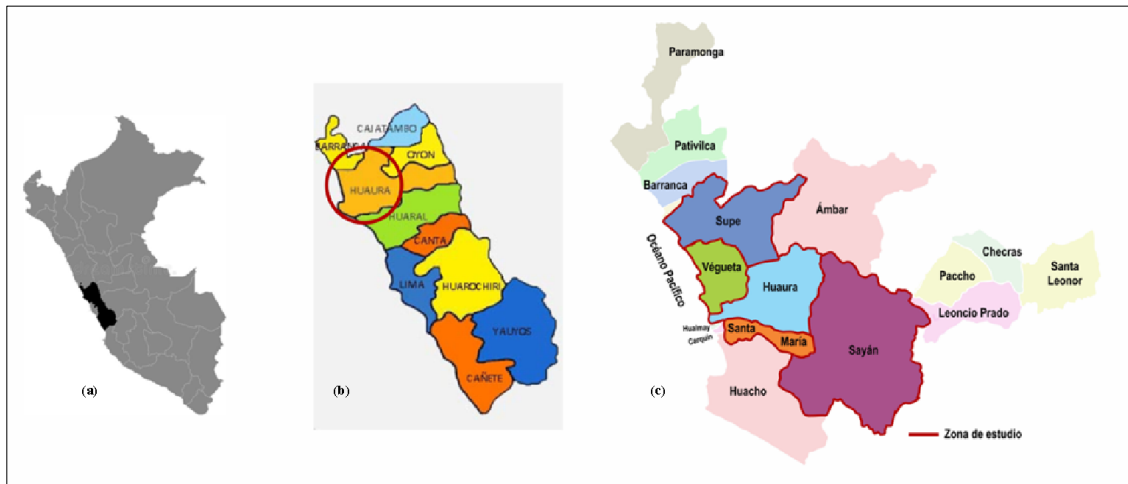 (a)
CAJATAMBO
BARRANCA
OYON
HUAURA
HUARAL
CANTA
LIMA
HUAROCHIRI
YAUYOS
CAÑETE
(b)
Paramonga
Pativilca
Barranca
Supe
Ámbar
Océano Pacífico
Végueta
Huaura
Checras
Paccho
Santa
Leonor
Leoncio Prado
Hualmay
Carquín
Santa
María
Sayán
Huacho
(c)
Zona de estudio